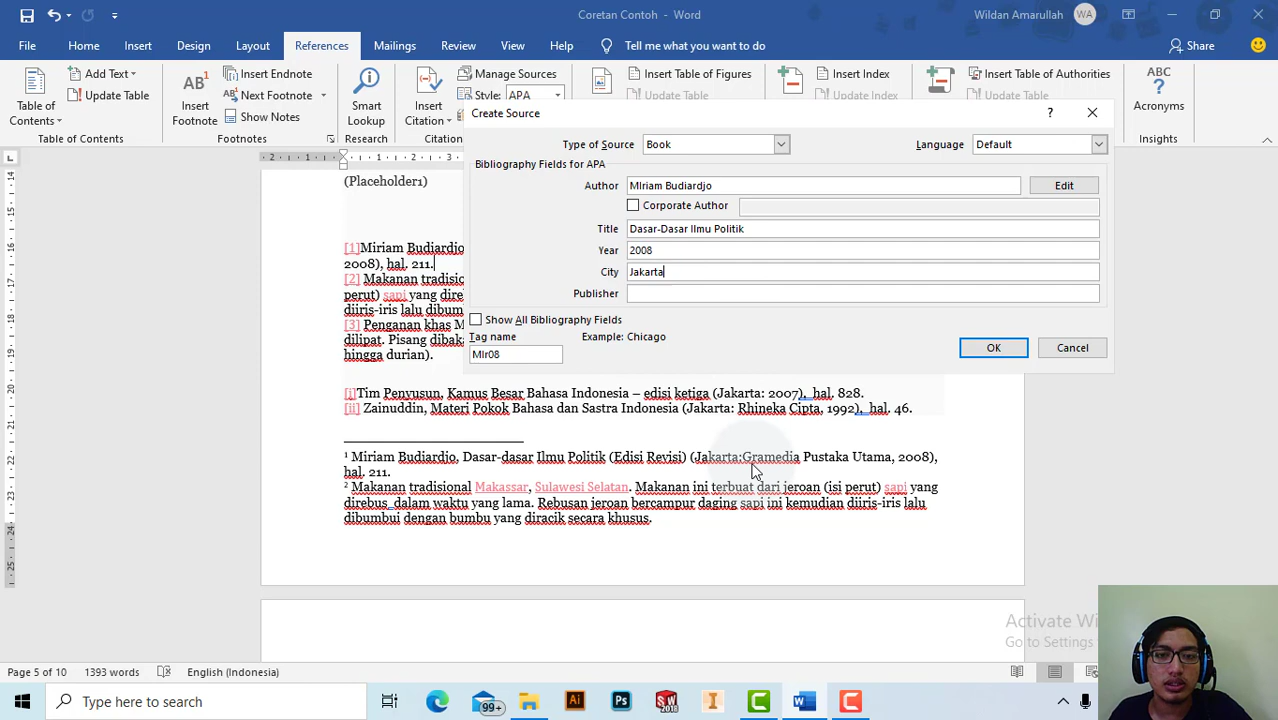 Coretan Contoh - Word
Wildan Amarullah
WA
File
Home
Insert
Design
Layout
References
Mailings
Review
View
Help
Tell me what you want to do
Share
Table of
Contents
Add Text
Update Table
Table of Contents
AB¹
Insert
Footnote
Insert Endnote
Next Footnote
Show Notes
Footnotes
Smart
Lookup
Research
Insert
Citation
Manage Sources
Style: APA
Insert Table of Figures
Update Table
Insert Index
Update Index
Insert Table of Authorities
Update Table
ABC
Acronyms
Insights
Create Source
?
Type of Source
Book
Language
Default
Bibliography Fields for APA
Author
MIriam Budiardjo
Edit
Corporate Author
Title
Dasar-Dasar Ilmu Politik
Year
2008
City
Jakarta
Publisher
Show All Bibliography Fields
Tag name
Example: Chicago
MIr08
OK
Cancel
(Placeholder1)
[1]Miriam Budiardjo
2008), hal. 211.
[2] Makanan tradisio
perut) sapi yang dire
diiris-iris lalu dibum
[3] Penganan khas M
dilipat. Pisang dibaka
hingga durian).
[i]Tim Penyusun, Kamus Besar Bahasa Indonesia – edisi ketiga (Jakarta: 2007), hal. 828.
[ii] Zainuddin, Materi Pokok Bahasa dan Sastra Indonesia (Jakarta: Rhineka Cipta, 1992), hal. 46.
¹ Miriam Budiardjo, Dasar-dasar Ilmu Politik (Edisi Revisi) (Jakarta:Gramedia Pustaka Utama, 2008),
hal. 211.
² Makanan tradisional Makassar, Sulawesi Selatan. Makanan ini terbuat dari jeroan (isi perut) sapi yang
direbus dalam waktu yang lama. Rebusan jeroan bercampur daging sapi ini kemudian diiris-iris lalu
dibumbui dengan bumbu yang diracik secara khusus.
Activate Wi
Go to Settings
Page 5 of 10
1393 words
English (Indonesia)
Type here to search
99+
Ai
Ps
SW
2018
I